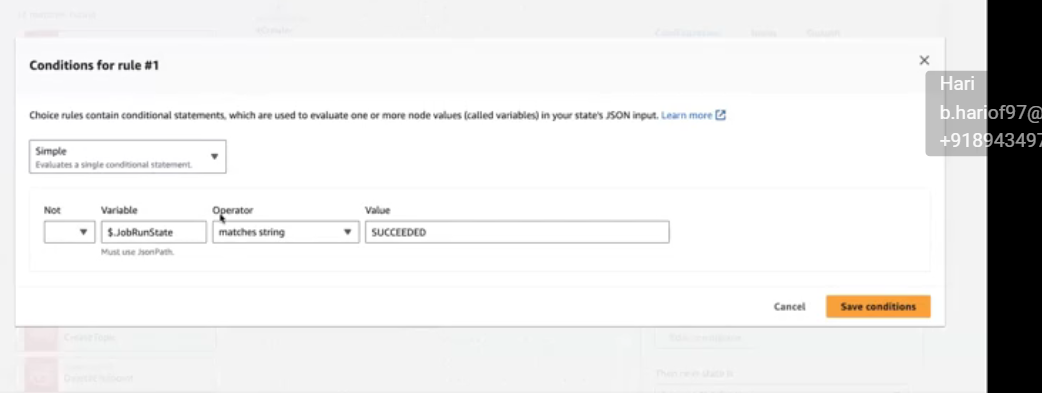 Conditions for rule #1
Hari
Choice rules contain conditional statements, which are used to evaluate one or more node values (called variables) in your state's JSON input. Learn more
b.hariof97@
+918943497
Simple
Evaluates a single conditional statement.
Not Variable Operator Value
$.JobRunState matches string SUCCEEDED
Must use JsonPath.
Cancel Save conditions